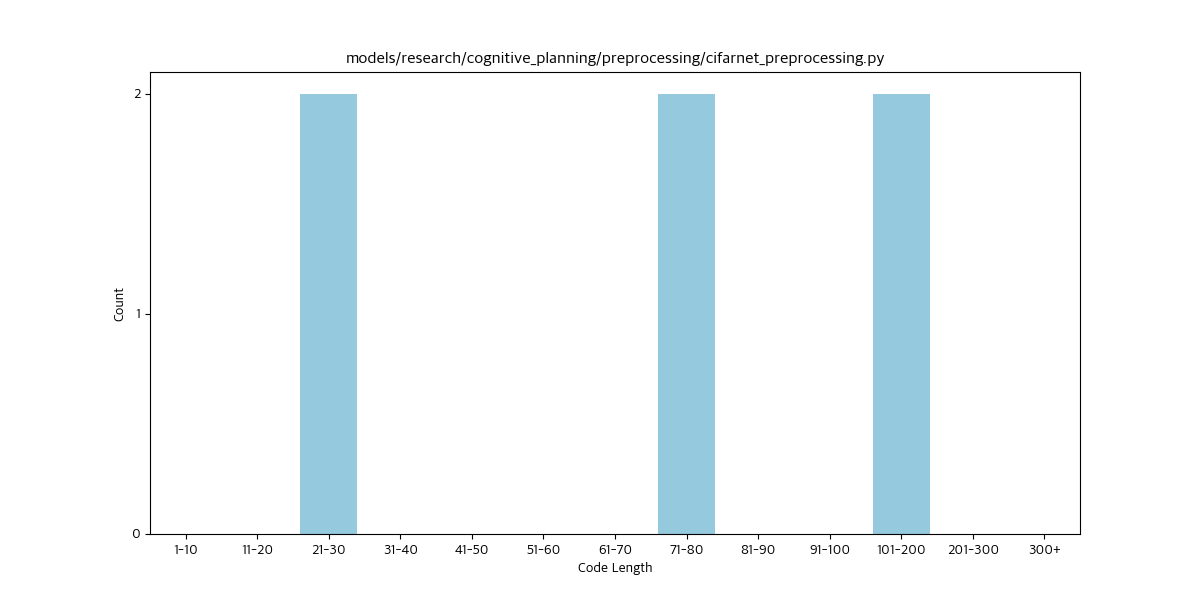 models/research/cognitive_planning/preprocessing/cifarnet_preprocessing.py
Count
2
1
0
1-10 11-20 21-30 31-40 41-50 51-60 61-70 71-80 81-90 91-100 101-200 201-300 300+
Code Length